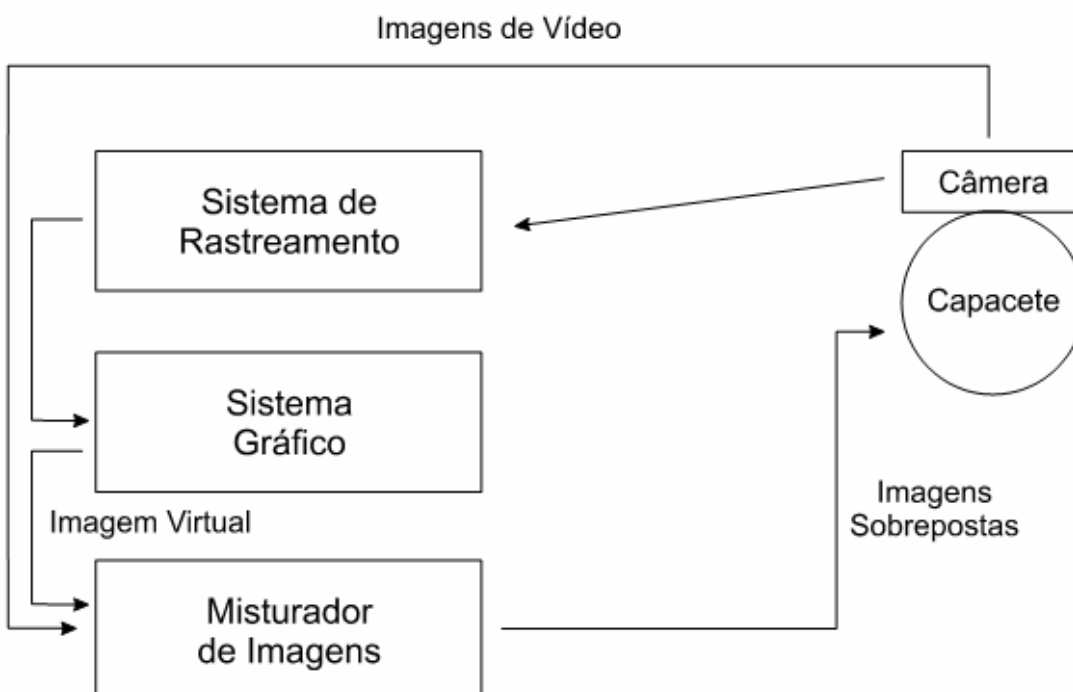 Imagens de Vídeo
Sistema de
Rastreamento
Câmera
Capacete
Sistema
Gráfico
Imagem Virtual
Imagens
Sobrepostas
Misturador
de Imagens